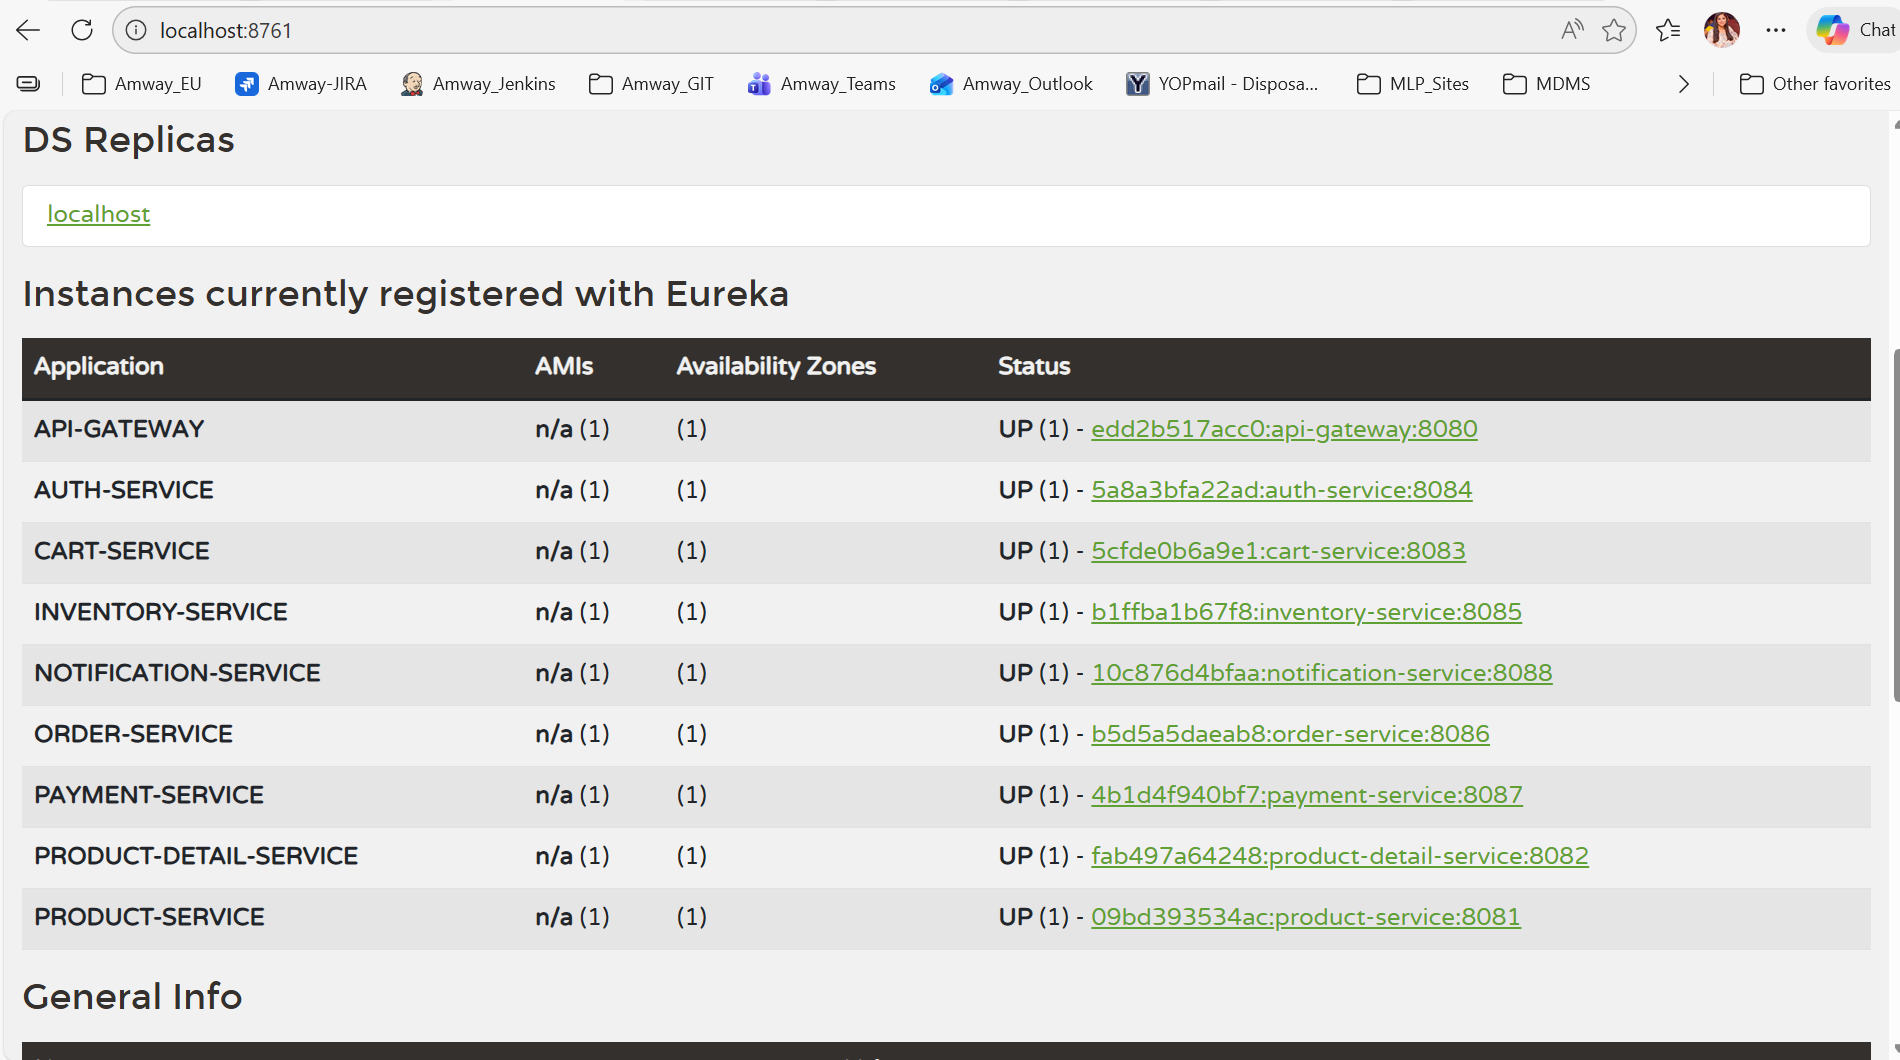 localhost:8761
Chat
Amway_EU Amway-JIRA Amway_Jenkins Amway_GIT Amway_Teams Amway_Outlook YOPmail - Disposa... MLP_Sites MDMS Other favorites
DS Replicas
localhost
Instances currently registered with Eureka
Application AMIs Availability Zones Status
API-GATEWAY n/a (1) (1) UP (1) - edd2b517acc0:api-gateway:8080
AUTH-SERVICE n/a (1) (1) UP (1) - 5a8a3bfa22ad:auth-service:8084
CART-SERVICE n/a (1) (1) UP (1) - 5cfde0b6a9e1:cart-service:8083
INVENTORY-SERVICE n/a (1) (1) UP (1) - b1ffba1b67f8:inventory-service:8085
NOTIFICATION-SERVICE n/a (1) (1) UP (1) - 10c876d4bfaa:notification-service:8088
ORDER-SERVICE n/a (1) (1) UP (1) - b5d5a5daeab8:order-service:8086
PAYMENT-SERVICE n/a (1) (1) UP (1) - 4b1d4f940bf7:payment-service:8087
PRODUCT-DETAIL-SERVICE n/a (1) (1) UP (1) - fab497a64248:product-detail-service:8082
PRODUCT-SERVICE n/a (1) (1) UP (1) - 09bd393534ac:product-service:8081
General Info